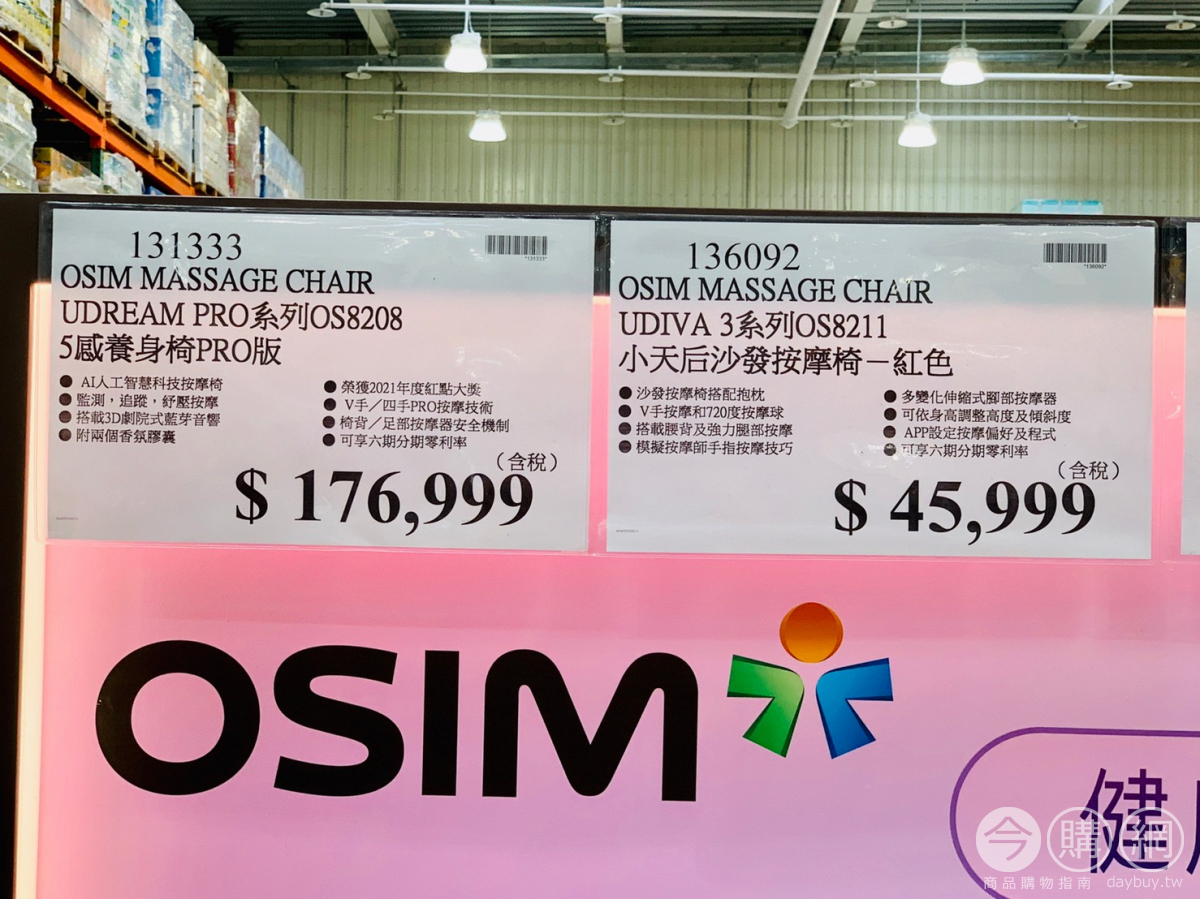 131333
*131333*
OSIM MASSAGE CHAIR
UDREAM PRO系列OS8208
5感養身椅PRO版
● AI人工智慧科技按摩椅
● 監測，追蹤，紓壓按摩
● 搭載3D劇院式藍芽音響
● 附兩個香氛膠囊
● 榮獲2021年度紅點大獎
● V手／四手PRO按摩技術
● 椅背／足部按摩器安全機制
● 可享六期分期零利率
（含稅）
$ 176,999
136092
*136092*
OSIM MASSAGE CHAIR
UDIVA 3系列OS8211
小天后沙發按摩椅－紅色
● 沙發按摩椅搭配抱枕
● V手按摩和720度按摩球
● 搭載腰背及強力腿部按摩
● 模擬按摩師手指按摩技巧
● 多變化伸縮式腳部按摩器
● 可依身高調整高度及傾斜度
● APP設定按摩偏好及程式
● 可享六期分期零利率
（含稅）
$ 45,999
OSIM
健
今購網
商品購物指南 daybuy.tw